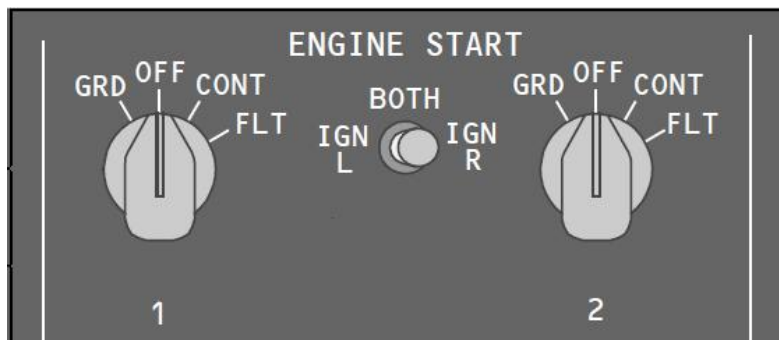 ENGINE START
GRD OFF CONT FLT
BOTH
IGN L
IGN R
GRD OFF CONT FLT
1
2